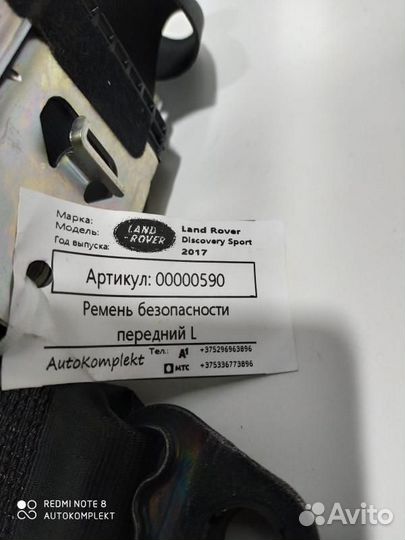 Марка:
Модель:
Год выпуска:
LAND
ROVER
Land Rover
Discovery Sport
2017
Артикул: 00000590
Ремень безопасности
передний L
AutoKomplekt
Тел.:
A1
+375296963896
МТС
+375336773896
REDMI NOTE 8
AUTOKOMPLEKT
Avito